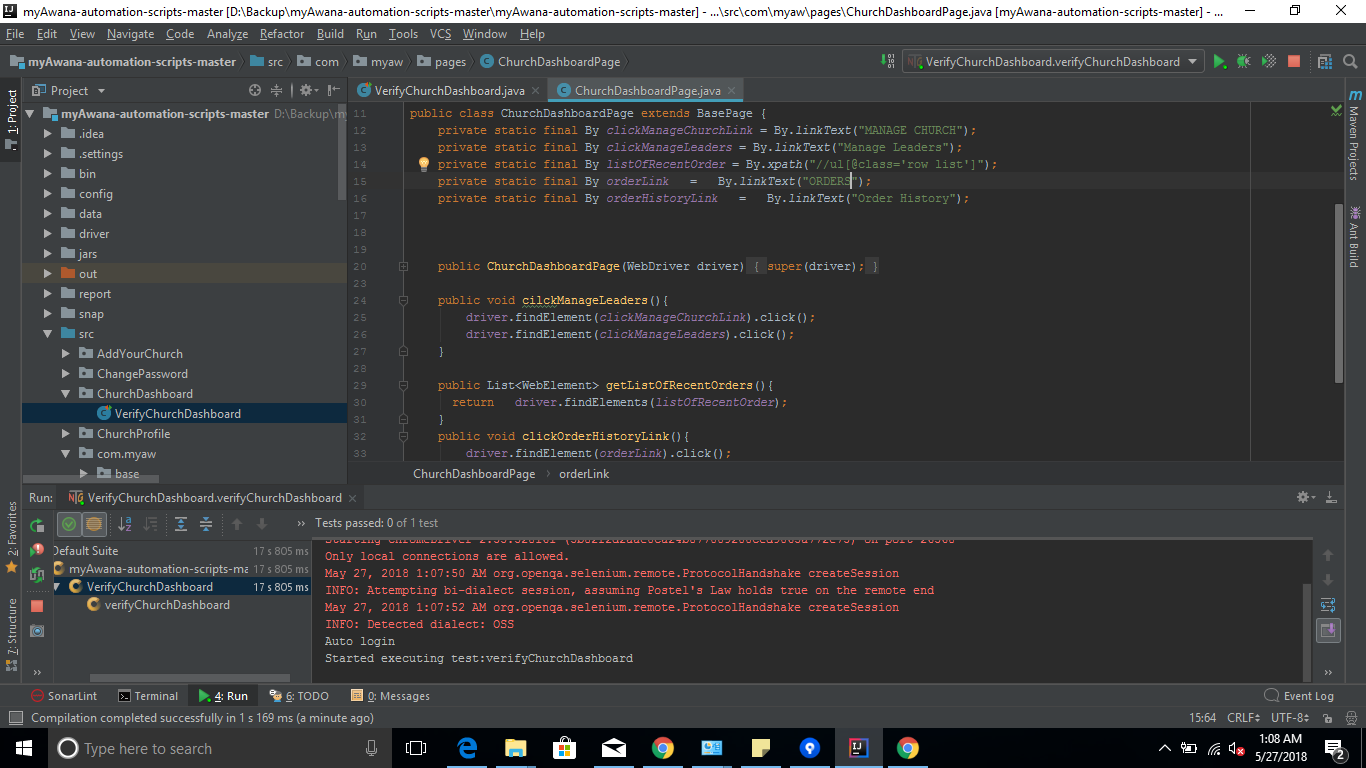 myAwana-automation-scripts-master [D:\Backup\myAwana-automation-scripts-master\myAwana-automation-scripts-master] - ...\src\com\myaw\pages\ChurchDashboardPage.java [myAwana-automation-scripts-master] - ...
File Edit View Navigate Code Analyze Refactor Build Run Tools VCS Window Help
myAwana-automation-scripts-master src com myaw pages ChurchDashboardPage VerifyChurchDashboard.verifyChurchDashboard
1: Project
Project
VerifyChurchDashboard.java ChurchDashboardPage.java
myAwana-automation-scripts-master D:\Backup\my
.idea
.settings
bin
config
data
driver
jars
out
report
snap
src
AddYourChurch
ChangePassword
ChurchDashboard
VerifyChurchDashboard
ChurchProfile
com.myaw
base
11 public class ChurchDashboardPage extends BasePage {
12 private static final By clickManageChurchLink = By.linkText("MANAGE CHURCH");
13 private static final By clickManageLeaders = By.linkText("Manage Leaders");
14 private static final By listOfRecentOrder = By.xpath("//ul[@class='row list']");
15 private static final By orderLink = By.linkText("ORDERS");
16 private static final By orderHistoryLink = By.linkText("Order History");
17
18
19
20 public ChurchDashboardPage(WebDriver driver) { super(driver); }
23
24 public void cilckManageLeaders(){
25 driver.findElement(clickManageChurchLink).click();
26 driver.findElement(clickManageLeaders).click();
27 }
28
29 public List<WebElement> getListOfRecentOrders(){
30 return driver.findElements(listOfRecentOrder);
31 }
32 public void clickOrderHistoryLink(){
33 driver.findElement(orderLink).click();
ChurchDashboardPage orderLink
Maven Projects
Ant Build
Run: VerifyChurchDashboard.verifyChurchDashboard
2: Favorites
7: Structure
Tests passed: 0 of 1 test
Default Suite 17 s 805 ms
myAwana-automation-scripts-ma 17 s 805 ms
VerifyChurchDashboard 17 s 805 ms
verifyChurchDashboard
Only local connections are allowed.
May 27, 2018 1:07:50 AM org.openqa.selenium.remote.ProtocolHandshake createSession
INFO: Attempting bi-dialect session, assuming Postel's Law holds true on the remote end
May 27, 2018 1:07:52 AM org.openqa.selenium.remote.ProtocolHandshake createSession
INFO: Detected dialect: OSS
Auto login
Started executing test:verifyChurchDashboard
SonarLint Terminal 4: Run 6: TODO 0: Messages Event Log
Compilation completed successfully in 1 s 169 ms (a minute ago) 15:64 CRLF UTF-8
Type here to search
1:08 AM
5/27/2018
2